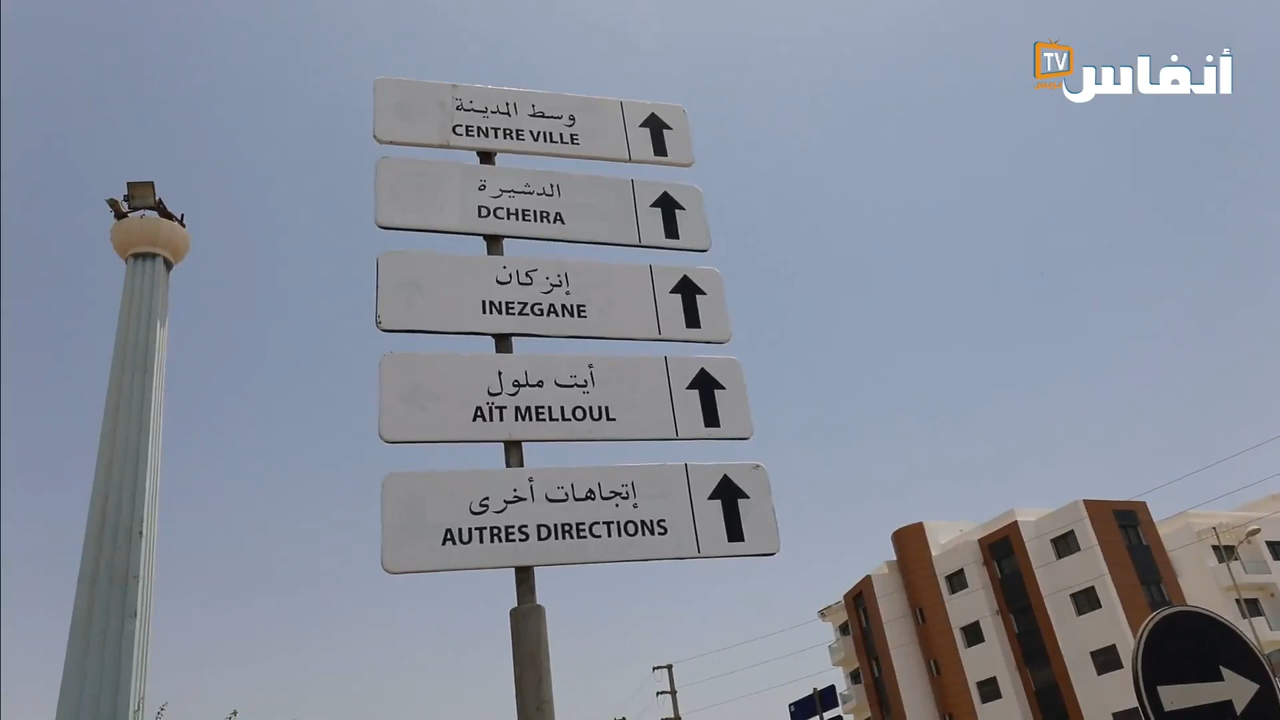 أنفاس
TV
وسط المدينة
CENTRE VILLE
الدشيرة
DCHEIRA
إنزكان
INEZGANE
أيت ملول
AÏT MELLOUL
إتجاهات أخرى
AUTRES DIRECTIONS